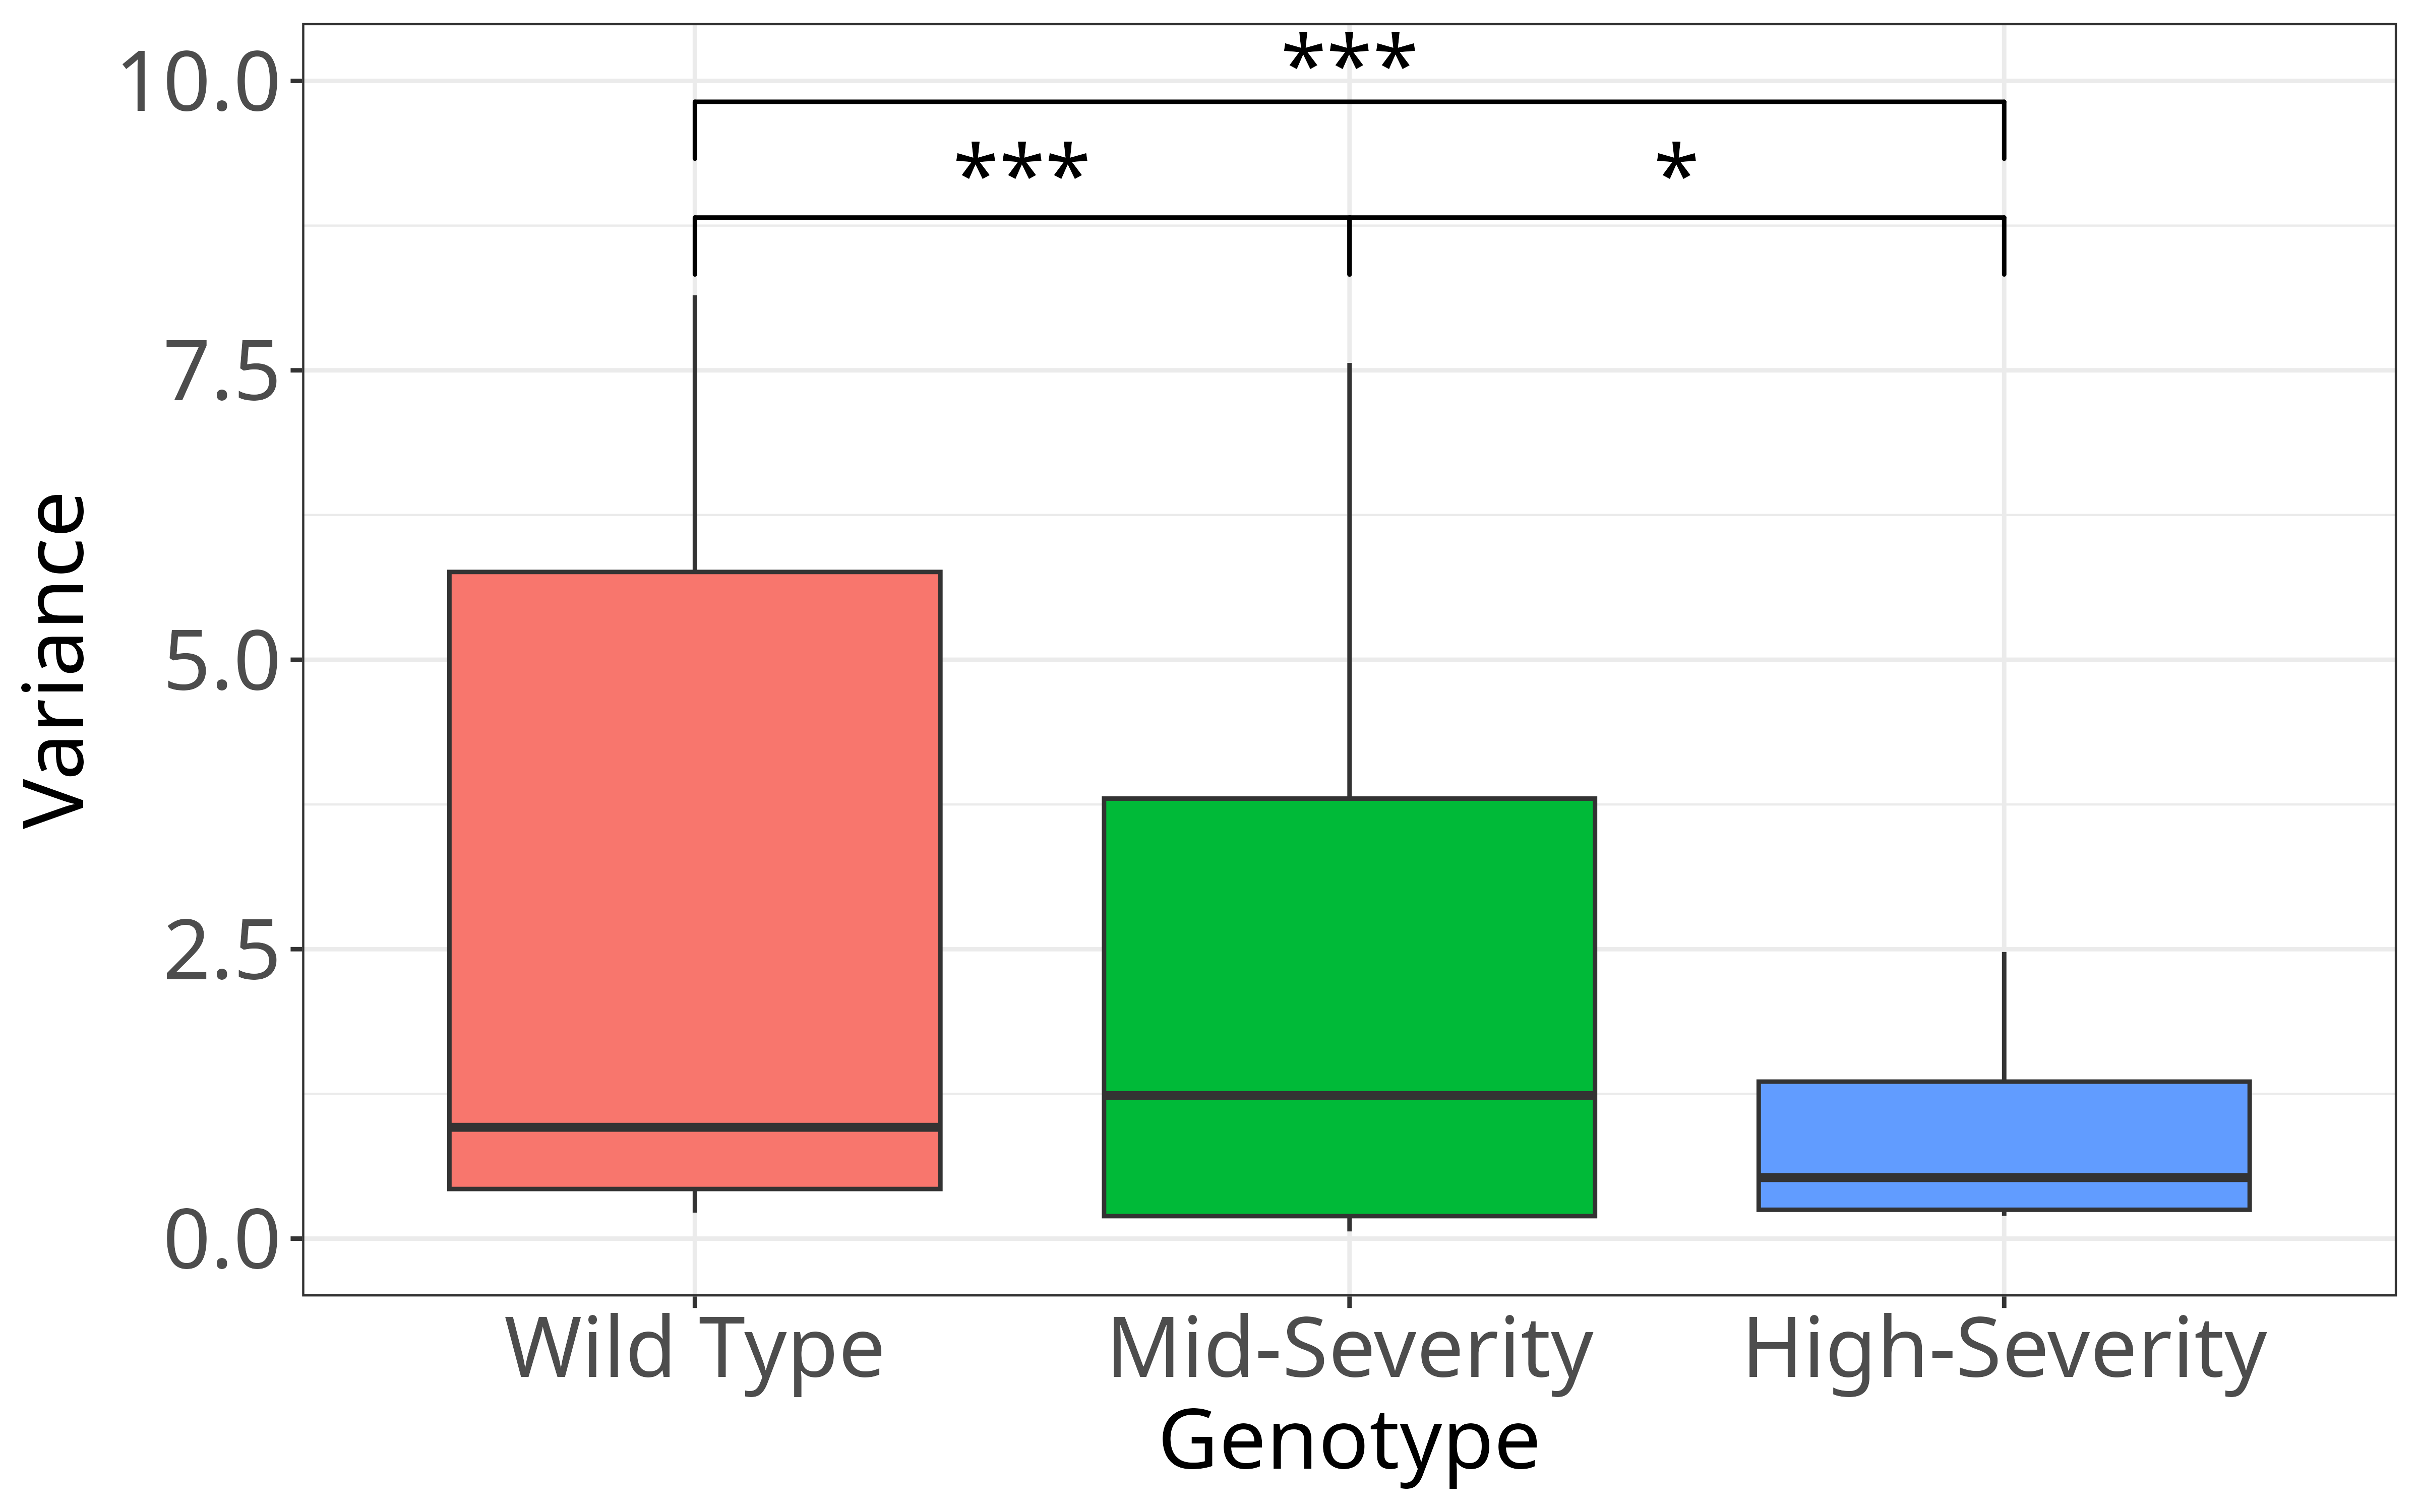 ***
*** *
10.0
7.5
5.0
2.5
0.0
Variance
Wild Type Mid-Severity High-Severity
Genotype